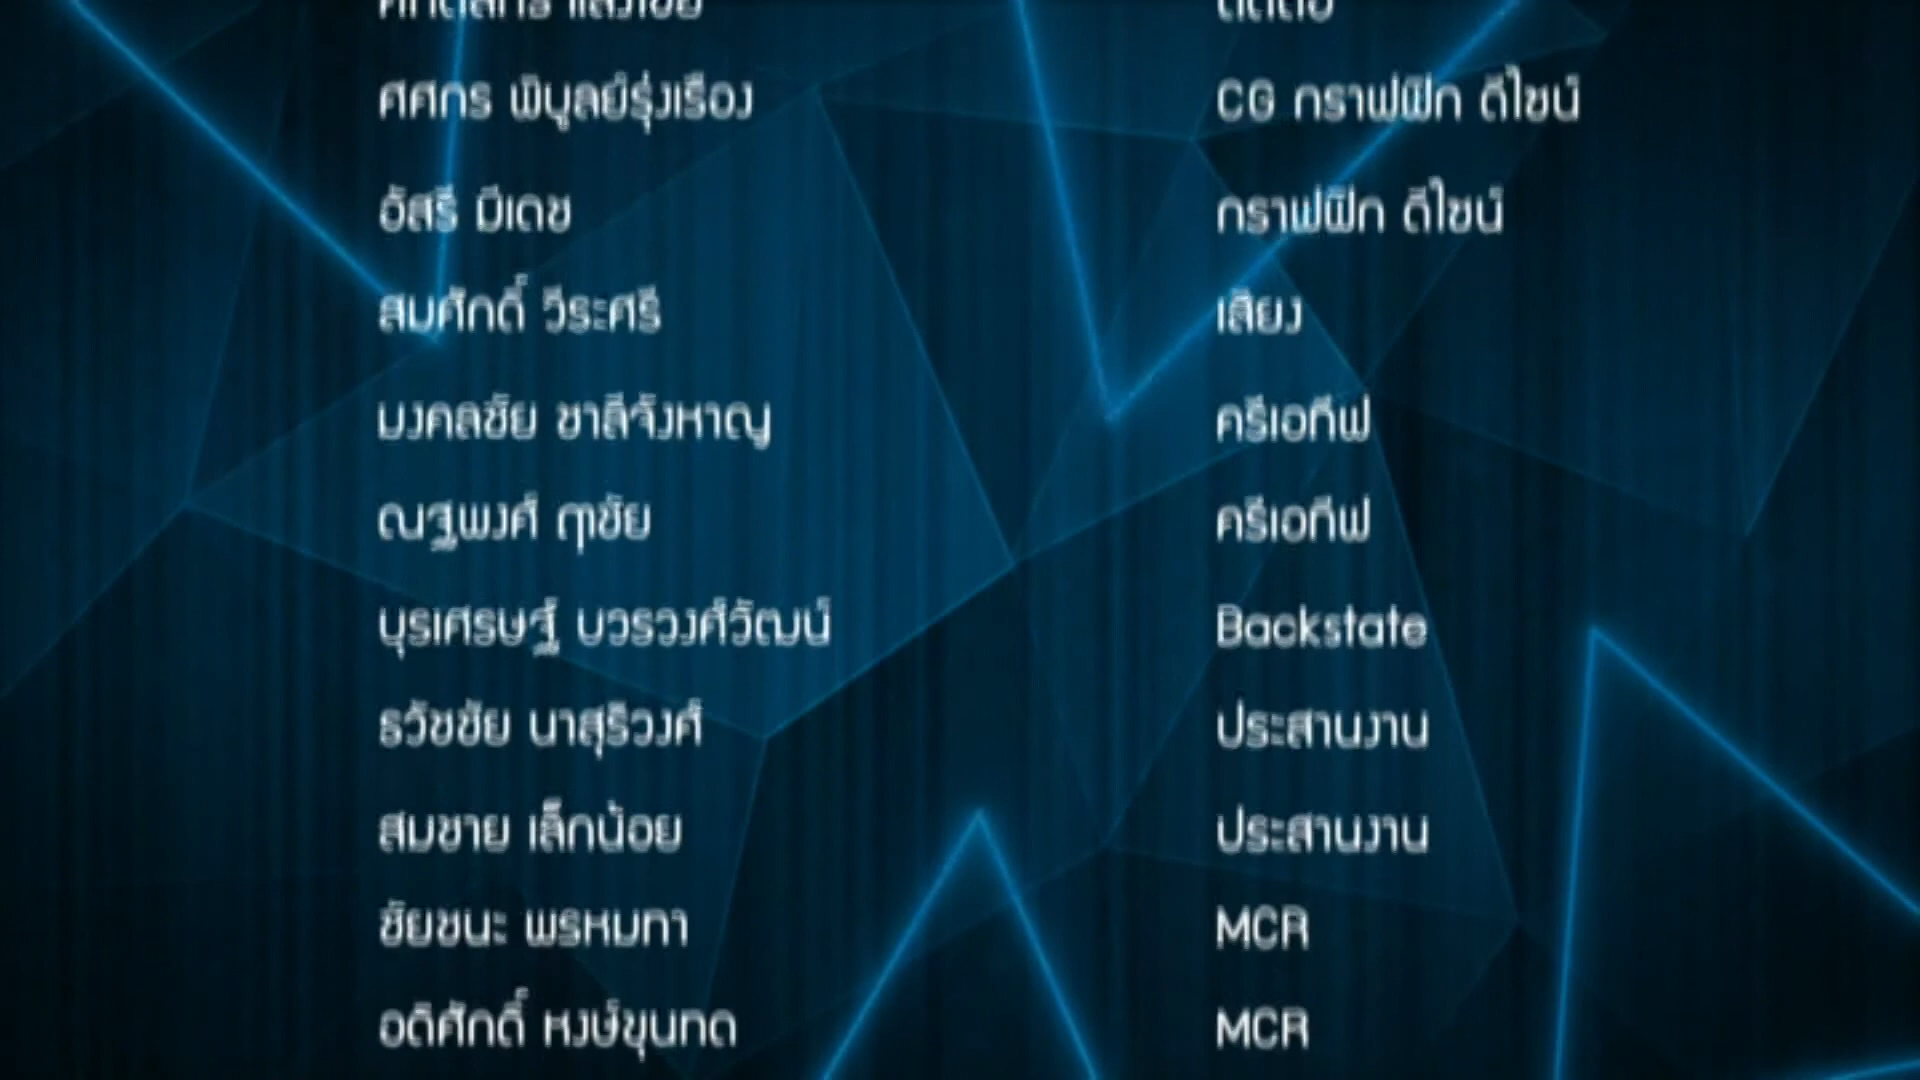 ศศกร พิบูลย์รุ่งเรือง CG กราฟฟิก ดีไซน์
อัสรี มีเดช กราฟฟิก ดีไซน์
สมศักดิ์ วีระศรี เสียง
มงคลชัย ชาลีจังหาญ ครีเอทีฟ
ณฐพงศ์ ฤาชัย ครีเอทีฟ
บุรเศรษฐ์ บวรวงศ์วัฒน์ Backstate
ธวัชชัย นาสุริวงศ์ ประสานงาน
สมชาย เล็กน้อย ประสานงาน
ชัยชนะ พรหมทา MCR
อดิศักดิ์ หงษ์ขุนทด MCR